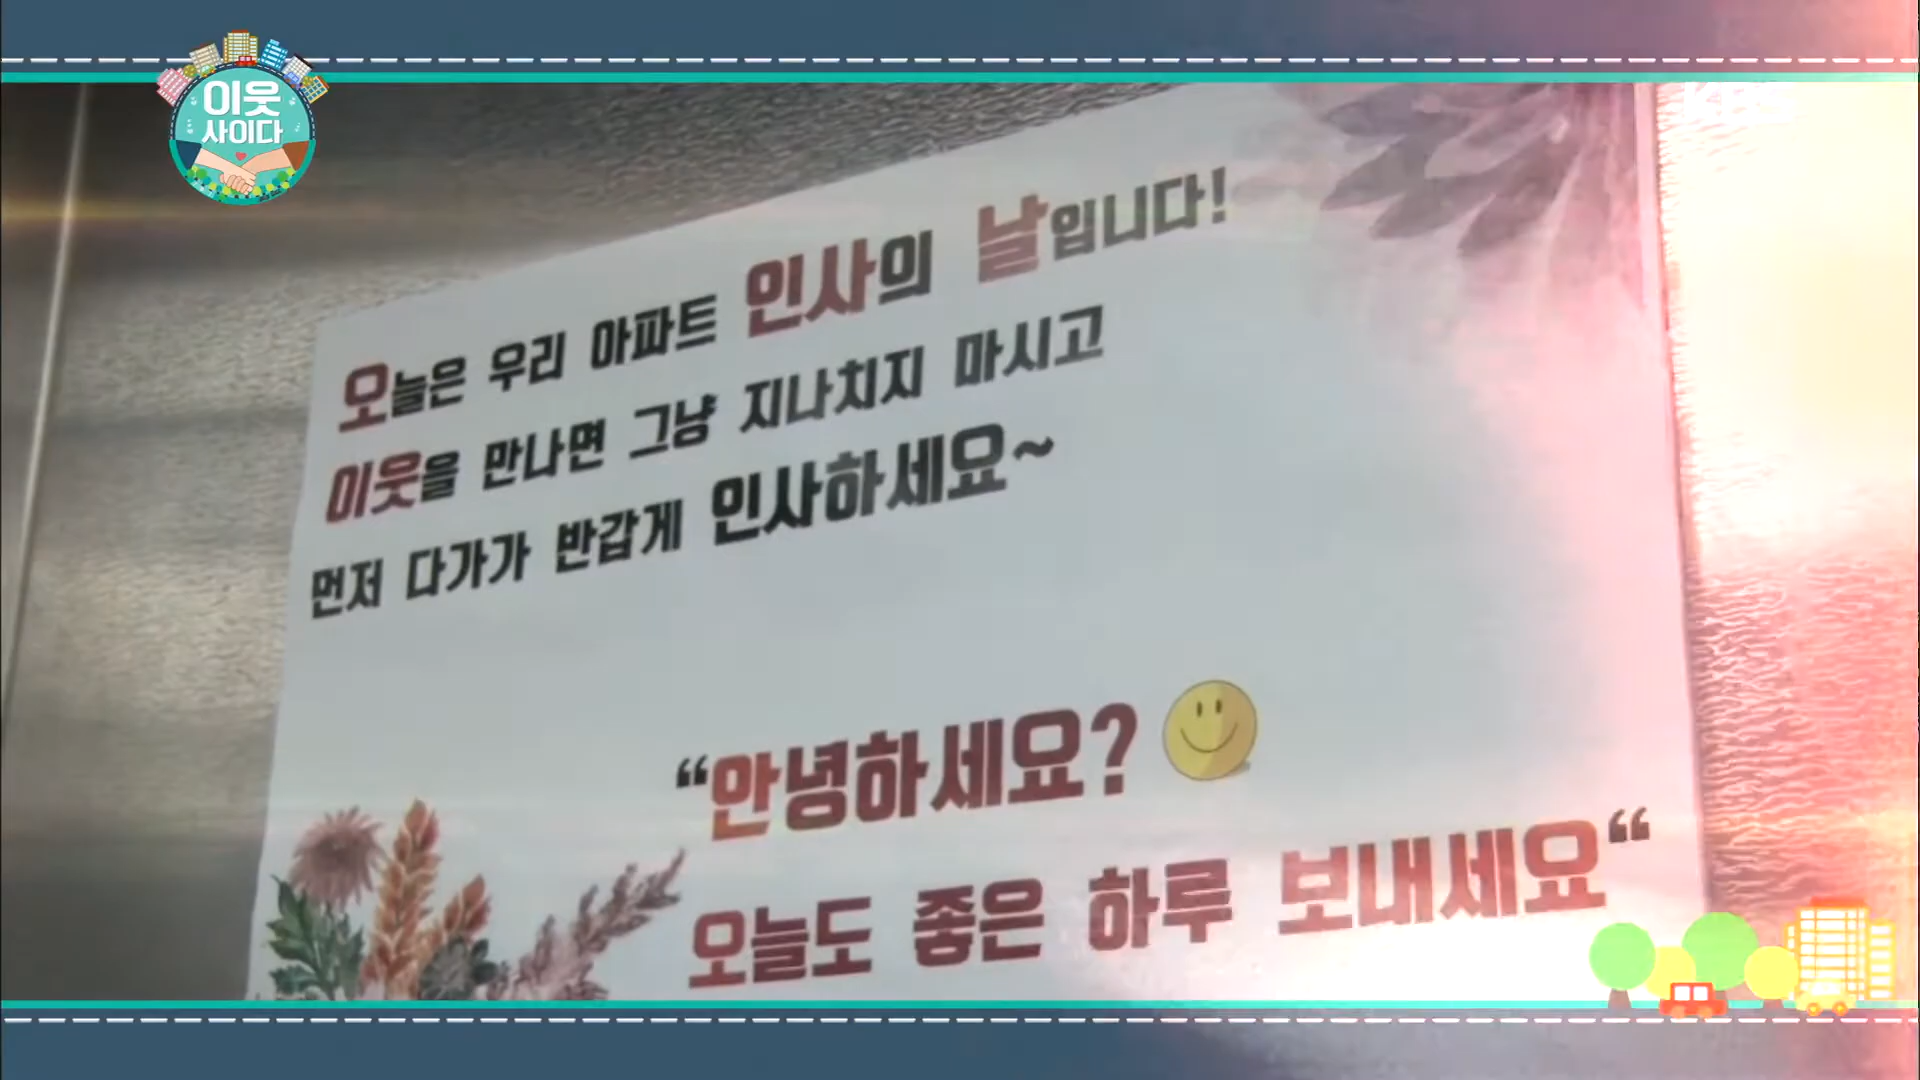 이웃
사이다
KBS
오늘은 우리 아파트 인사의 날입니다!
이웃을 만나면 그냥 지나치지 마시고
먼저 다가가 반갑게 인사하세요~
“안녕하세요?
오늘도 좋은 하루 보내세요“